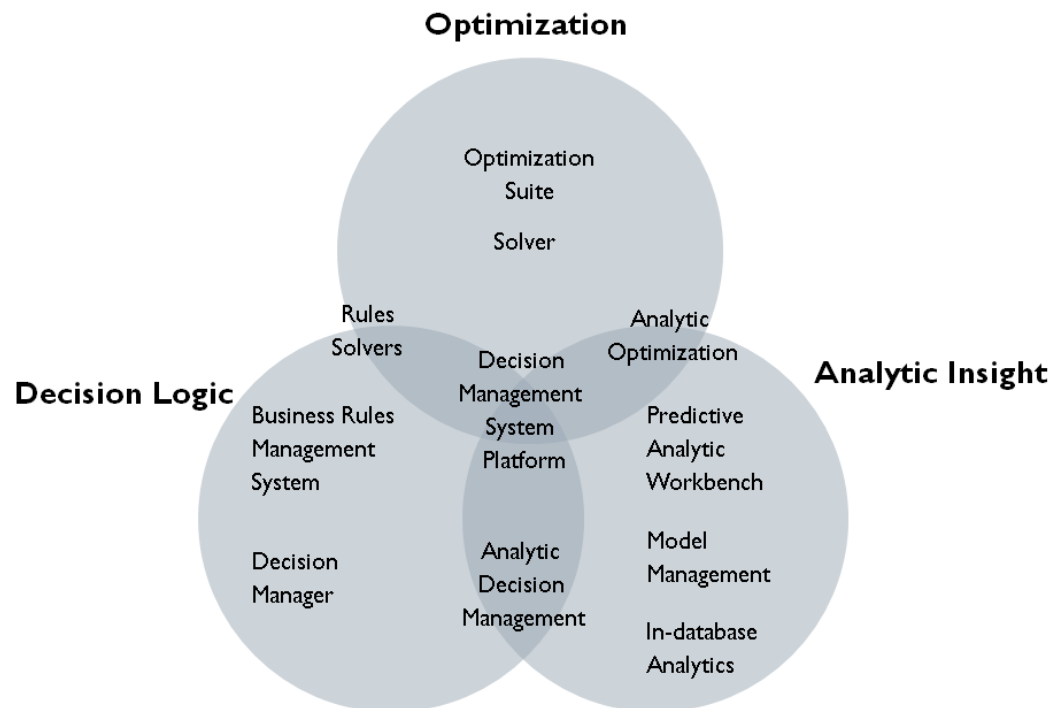 Optimization
Optimization
Suite
Solver
Rules
Solvers
Analytic
Optimization
Decision
Management
System
Platform
Decision Logic
Analytic Insight
Business Rules
Management
System
Decision
Manager
Predictive
Analytic
Workbench
Model
Management
In-database
Analytics
Analytic
Decision
Management